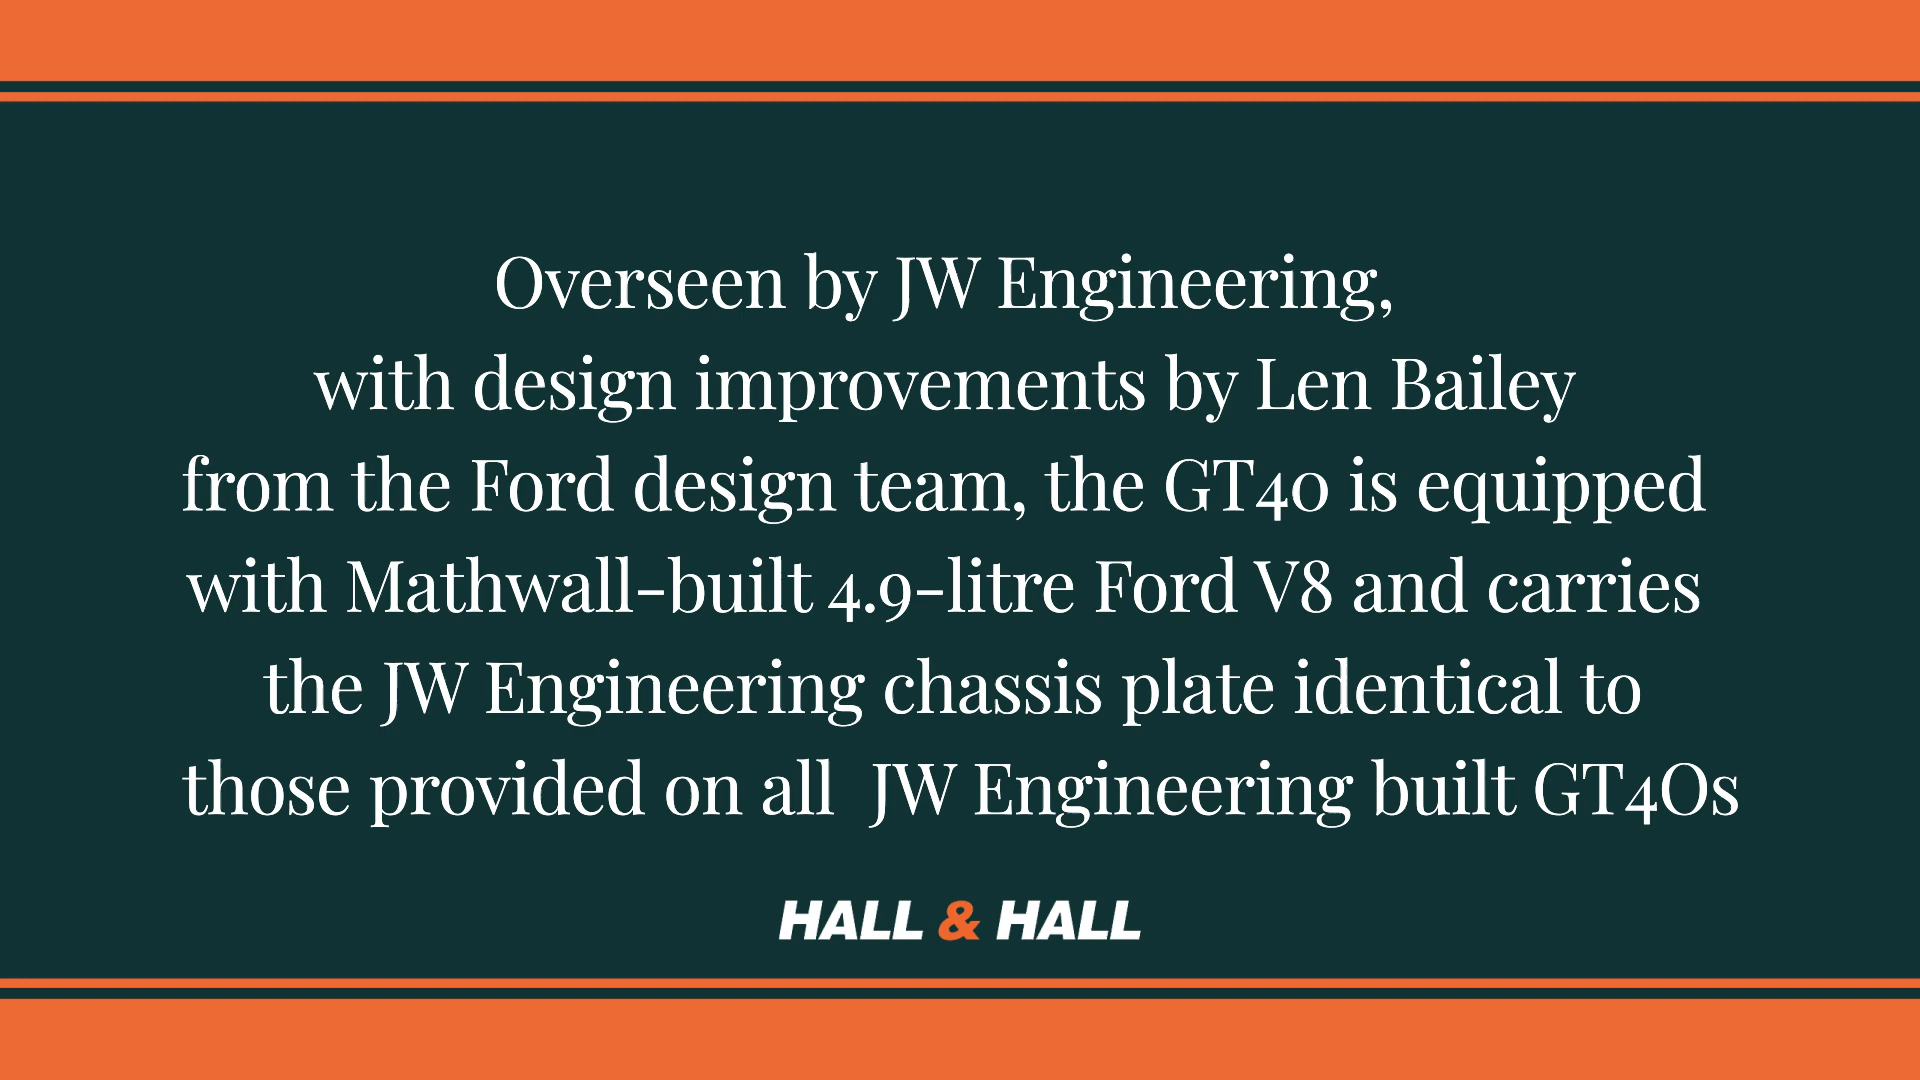 Overseen by JW Engineering,
with design improvements by Len Bailey
from the Ford design team, the GT40 is equipped
with Mathwall-built 4.9-litre Ford V8 and carries
the JW Engineering chassis plate identical to
those provided on all  JW Engineering built GT4Os
HALL & HALL